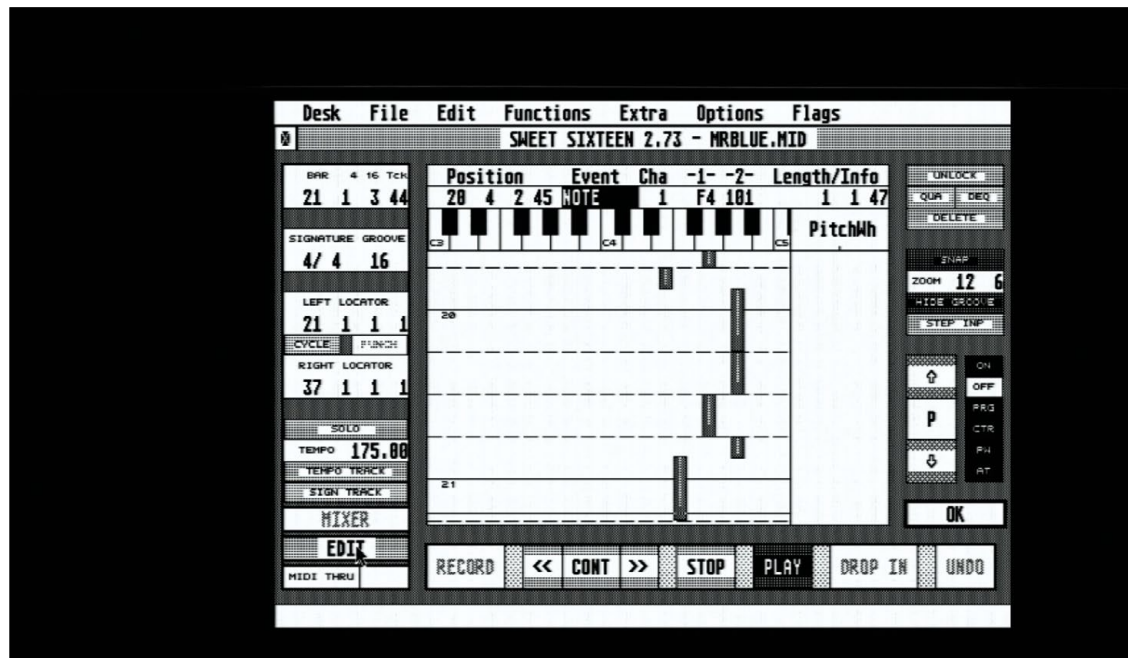 Desk File Edit Functions Extra Options Flags
SWEET SIXTEEN 2.73 - MRBLUE.MID
BAR 4 16 Tck
21 1 3 44
SIGNATURE GROOVE
4/ 4 16
LEFT LOCATOR
21 1 1 1
CYCLE PUNCH
RIGHT LOCATOR
37 1 1 1
SOLO
TEMPO 175.00
TEMPO TRACK
SIGN TRACK
MIXER
EDIT
MIDI THRU
Position Event Cha -1- -2- Length/Info
20 4 2 45 NOTE 1 F4 101 1 1 47
C3 C4 C5
PitchWh
20
21
UNLOCK
QUA DEQ
DELETE
SNAP
ZOOM 12 6
HIDE GROOVE
STEP INP
ON
OFF
P
PRG
CTR
PW
AT
OK
RECORD << CONT >> STOP PLAY DROP IN UNDO